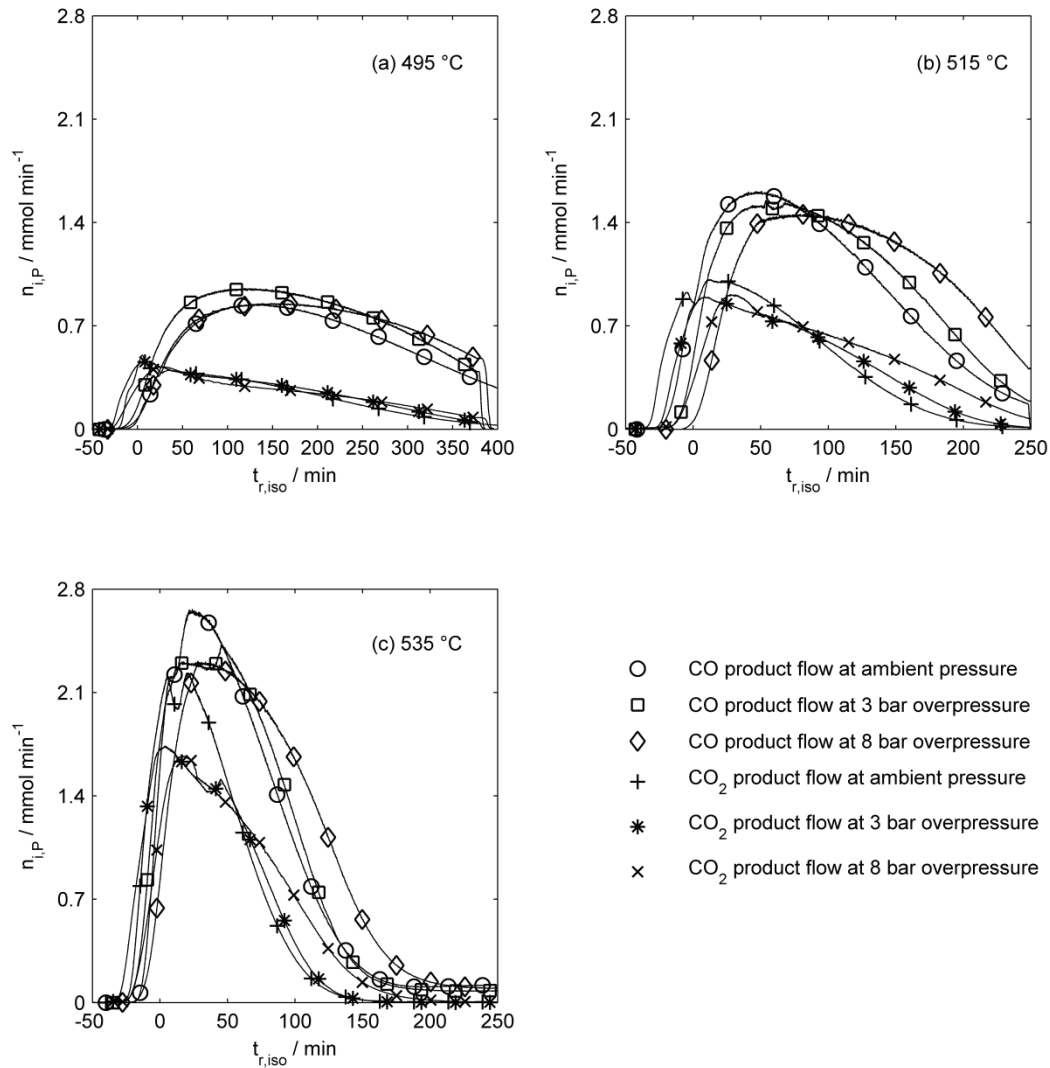 2.8
2.1
1.4
0.7
0
n_i,P / mmol min⁻¹
(a) 495 °C
-50 0 50 100 150 200 250 300 350 400
t_r,iso / min
2.8
2.1
1.4
0.7
0
n_i,P / mmol min⁻¹
(b) 515 °C
-50 0 50 100 150 200 250
t_r,iso / min
2.8
2.1
1.4
0.7
0
n_i,P / mmol min⁻¹
(c) 535 °C
-50 0 50 100 150 200 250
t_r,iso / min
CO product flow at ambient pressure
CO product flow at 3 bar overpressure
CO product flow at 8 bar overpressure
CO₂ product flow at ambient pressure
CO₂ product flow at 3 bar overpressure
CO₂ product flow at 8 bar overpressure